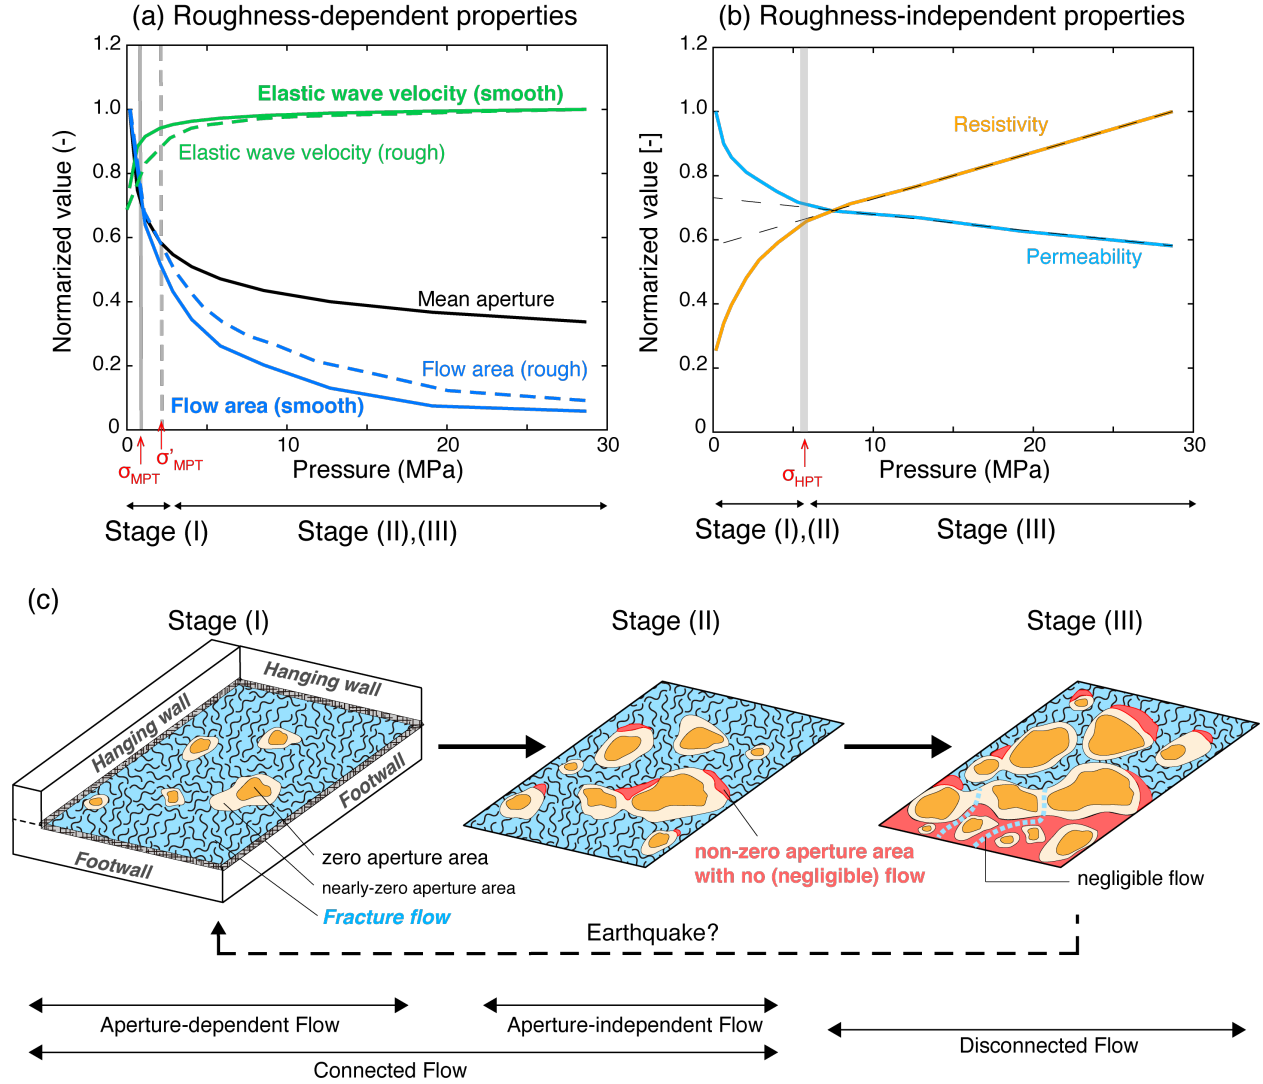 (a) Roughness-dependent properties
1.2
1.0
0.8
0.6
0.4
0.2
0
Normarized value (-)
Elastic wave velocity (smooth)
Elastic wave velocity (rough)
Mean aperture
Flow area (rough)
Flow area (smooth)
0
10
20
30
σMPT
σ'MPT
Pressure (MPa)
Stage (I)
Stage (II),(III)
(b) Roughness-independent properties
1.2
1.0
0.8
0.6
0.4
0.2
0
Normarized value [-]
Resistivity
Permeability
0
10
20
30
σHPT
Pressure (MPa)
Stage (I),(II)
Stage (III)
(c)
Stage (I)
Stage (II)
Stage (III)
Hanging wall
Hanging wall
Footwall
Footwall
zero aperture area
nearly-zero aperture area
Fracture flow
non-zero aperture area
with no (negligible) flow
negligible flow
Earthquake?
Aperture-dependent Flow
Aperture-independent Flow
Connected Flow
Disconnected Flow